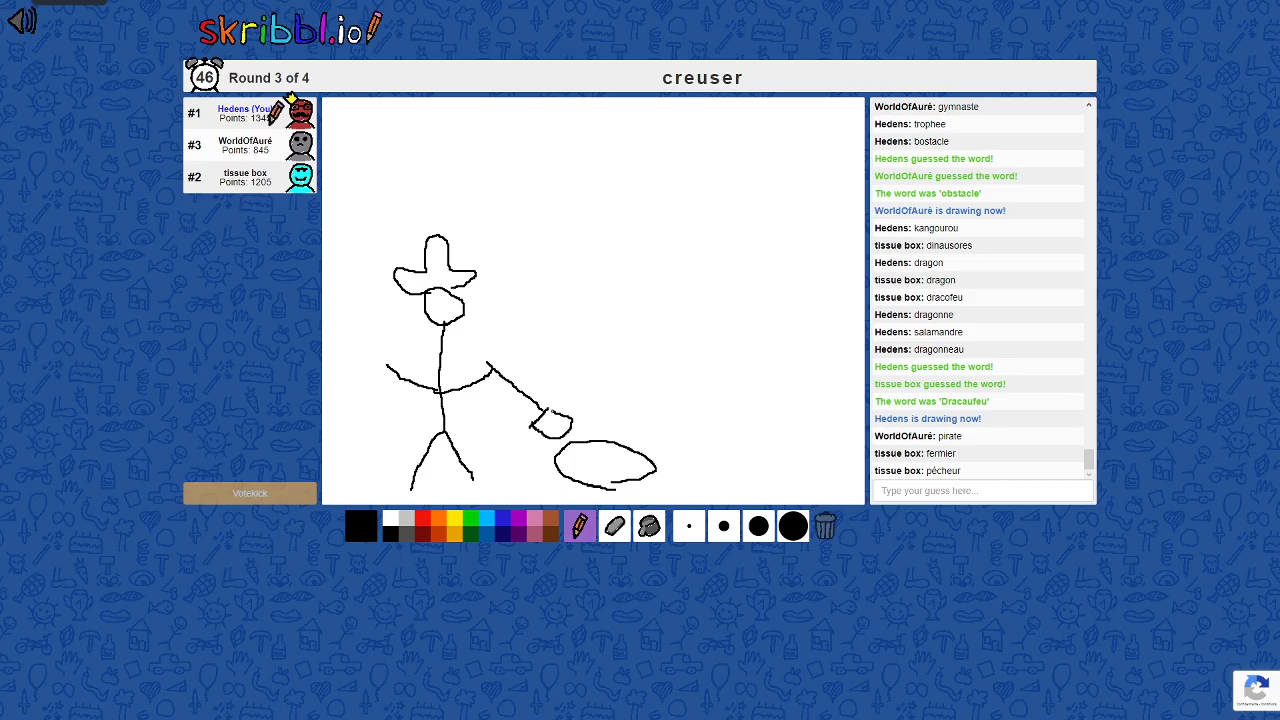 skribbl.io
46
Round 3 of 4
creuser
#1
Hedens (You)
Points: 1345
#3
WorldOfAuré
Points: 845
#2
tissue box
Points: 1205
Votekick
WorldOfAuré: gymnaste
Hedens: trophee
Hedens: bostacle
Hedens guessed the word!
WorldOfAuré guessed the word!
The word was 'obstacle'
WorldOfAuré is drawing now!
Hedens: kangourou
tissue box: dinausores
Hedens: dragon
tissue box: dragon
tissue box: dracofeu
Hedens: dragonne
Hedens: salamandre
Hedens: dragonneau
Hedens guessed the word!
tissue box guessed the word!
The word was 'Dracaufeu'
Hedens is drawing now!
WorldOfAuré: pirate
tissue box: fermier
tissue box: pécheur
Type your guess here...